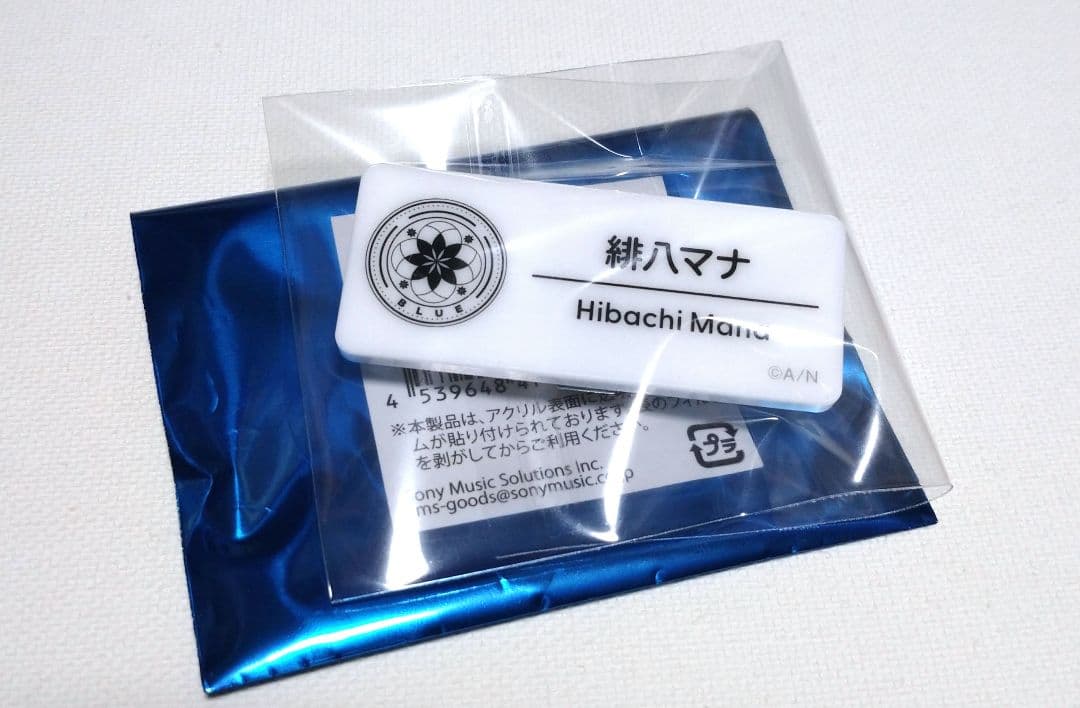 緋八マナ
Hibachi Mana
BLUE
©A/N
4 539648 41
※本製品は、アクリル表面に
ムが貼り付けられております
を剥がしてからご利用ください。
プラ
Sony Music Solutions Inc.
ms-goods@sonymusic.co.jp